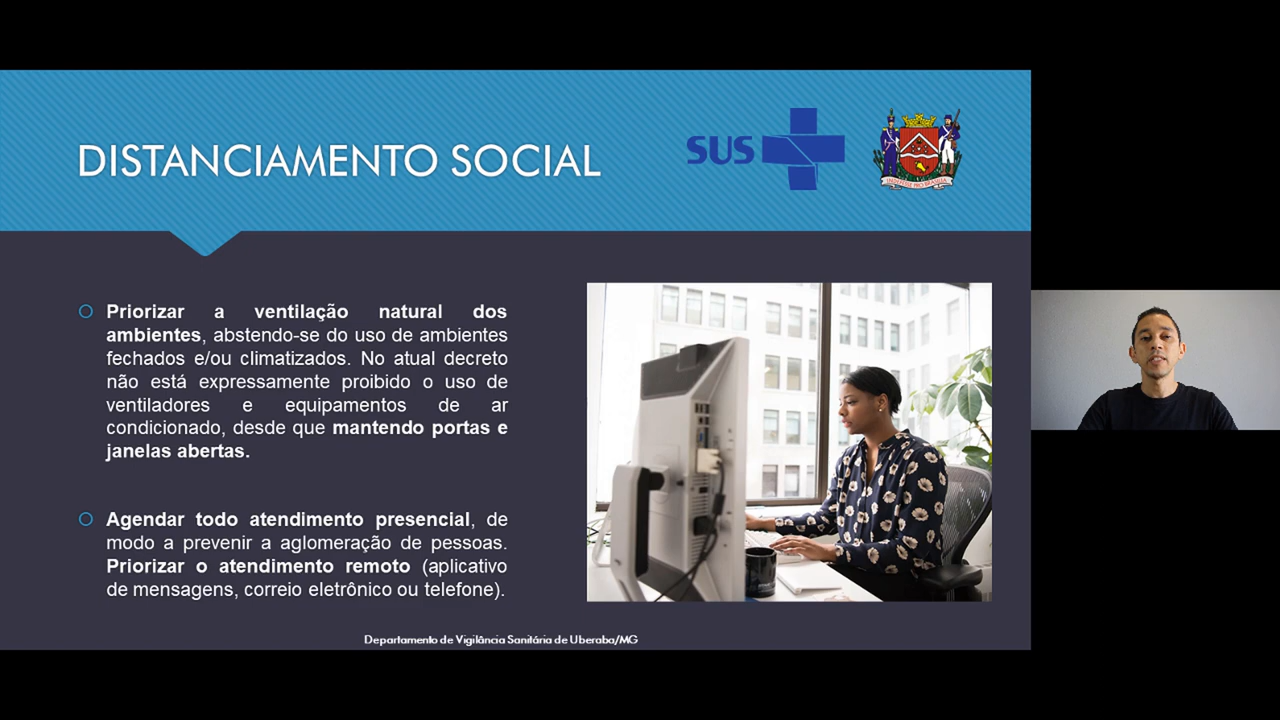 DISTANCIAMENTO SOCIAL
SUS
Priorizar a ventilação natural dos
ambientes, abstendo-se do uso de ambientes
fechados e/ou climatizados. No atual decreto
não está expressamente proibido o uso de
ventiladores e equipamentos de ar
condicionado, desde que mantendo portas e
janelas abertas.
Agendar todo atendimento presencial, de
modo a prevenir a aglomeração de pessoas.
Priorizar o atendimento remoto (aplicativo
de mensagens, correio eletrônico ou telefone).
Departamento de Vigilância Sanitária de Uberaba/MG